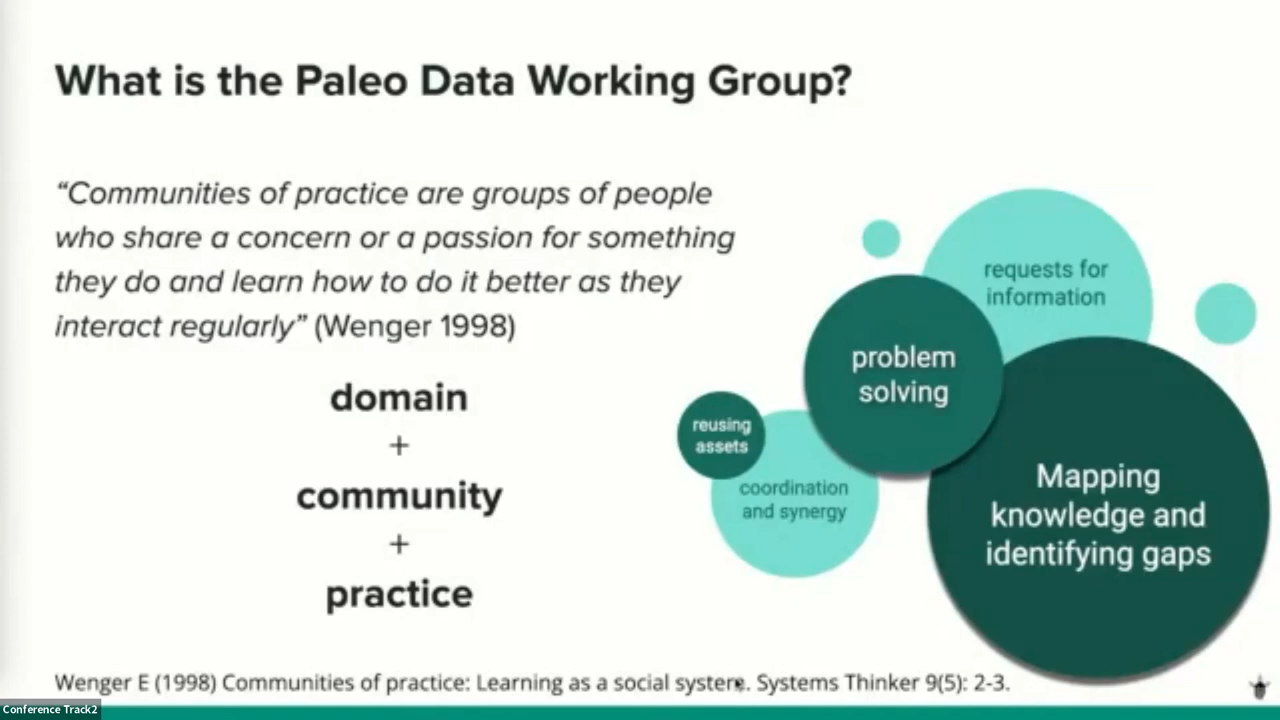 What is the Paleo Data Working Group?
“Communities of practice are groups of people
who share a concern or a passion for something
they do and learn how to do it better as they
interact regularly” (Wenger 1998)
domain
+
community
+
practice
requests for
information
problem
solving
reusing
assets
coordination
and synergy
Mapping
knowledge and
identifying gaps
Wenger E (1998) Communities of practice: Learning as a social system. Systems Thinker 9(5): 2-3.
Conference Track2